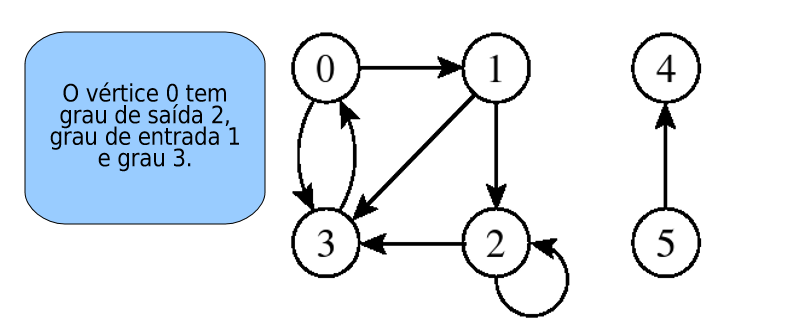 O vértice 0 tem
grau de saída 2,
grau de entrada 1
e grau 3.
0
1
4
3
2
5